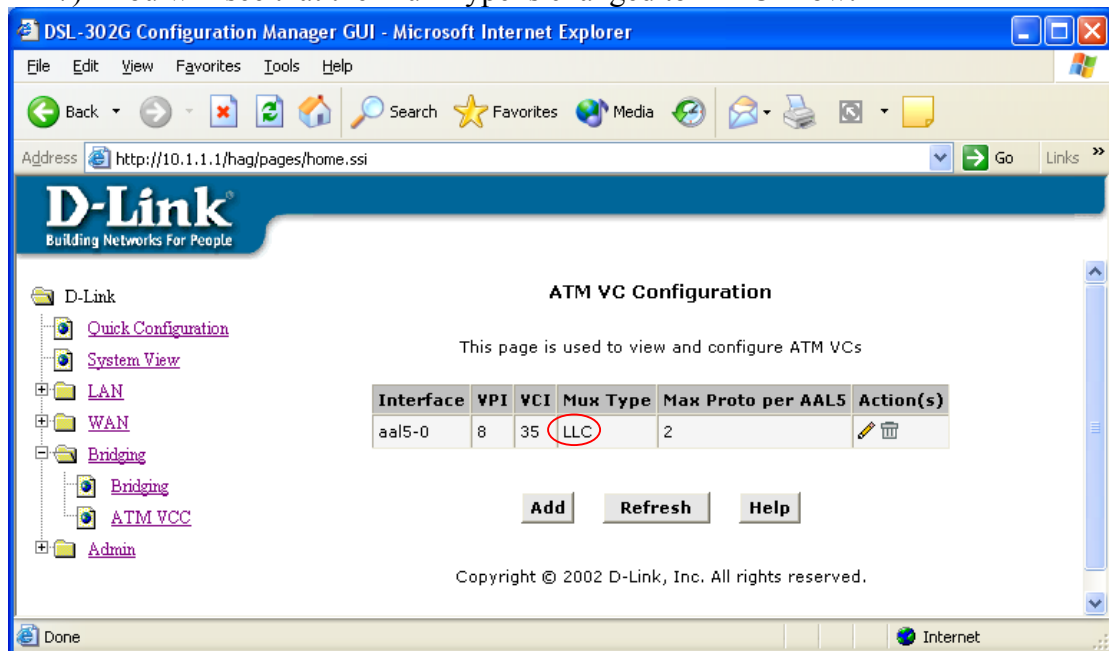 DSL-302G Configuration Manager GUI - Microsoft Internet Explorer
File Edit View Favorites Tools Help
Back Search Favorites Media
Address http://10.1.1.1/hag/pages/home.ssi Go Links »
D-Link®
Building Networks For People
D-Link
Quick Configuration
System View
LAN
WAN
Bridging
Bridging
ATM VCC
Admin
ATM VC Configuration
This page is used to view and configure ATM VCs
Interface VPI VCI Mux Type Max Proto per AAL5 Action(s)
aal5-0 8 35 LLC 2
Add Refresh Help
Copyright © 2002 D-Link, Inc. All rights reserved.
Done Internet